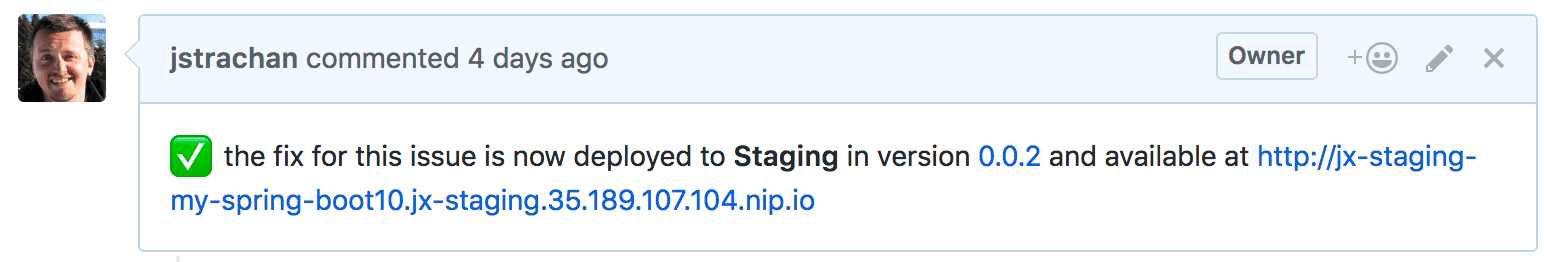 jstrachan commented 4 days ago Owner
✅ the fix for this issue is now deployed to Staging in version 0.0.2 and available at http://jx-staging-
my-spring-boot10.jx-staging.35.189.107.104.nip.io